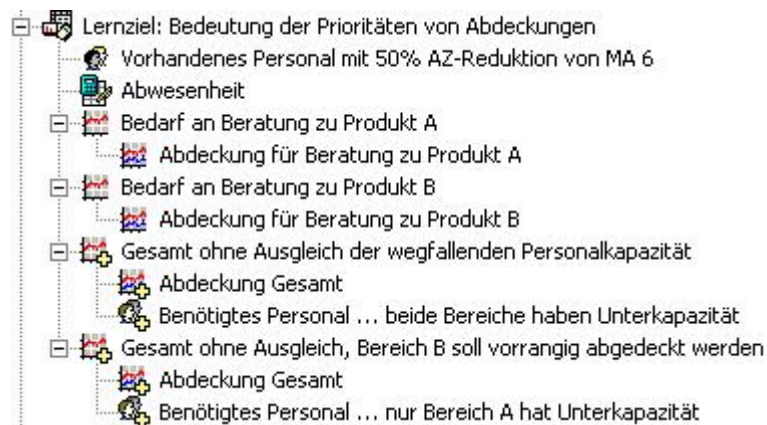 Lernziel: Bedeutung der Prioritäten von Abdeckungen
Vorhandenes Personal mit 50% AZ-Reduktion von MA 6
Abwesenheit
Bedarf an Beratung zu Produkt A
Abdeckung für Beratung zu Produkt A
Bedarf an Beratung zu Produkt B
Abdeckung für Beratung zu Produkt B
Gesamt ohne Ausgleich der wegfallenden Personalkapazität
Abdeckung Gesamt
Benötigtes Personal ... beide Bereiche haben Unterkapazität
Gesamt ohne Ausgleich, Bereich B soll vorrangig abgedeckt werden
Abdeckung Gesamt
Benötigtes Personal ... nur Bereich A hat Unterkapazität